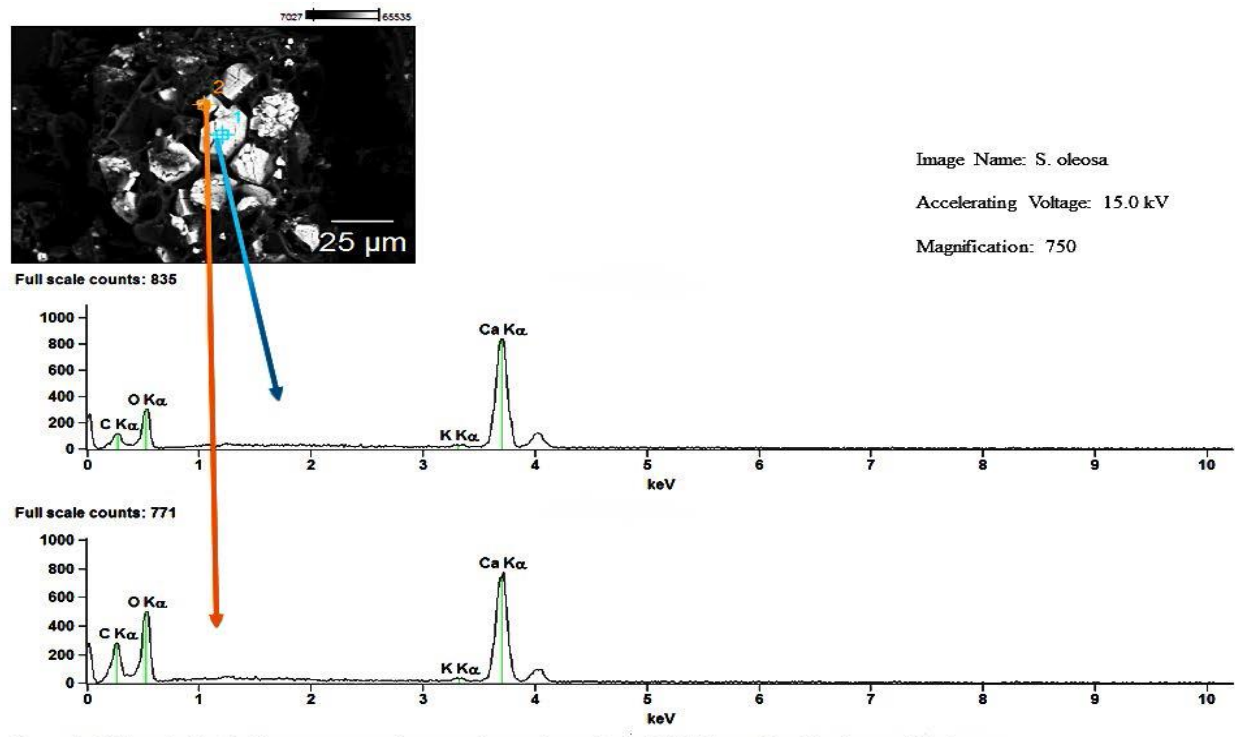 7027 65535
2
1
25 µm
Image Name: S. oleosa
Accelerating Voltage: 15.0 kV
Magnification: 750
Full scale counts: 835
1000
800
600
400
200
0
C Kα
O Kα
K Kα
Ca Kα
0 1 2 3 4 5 6 7 8 9 10
keV
Full scale counts: 771
1000
800
600
400
200
0
C Kα
O Kα
K Kα
Ca Kα
0 1 2 3 4 5 6 7 8 9 10
keV